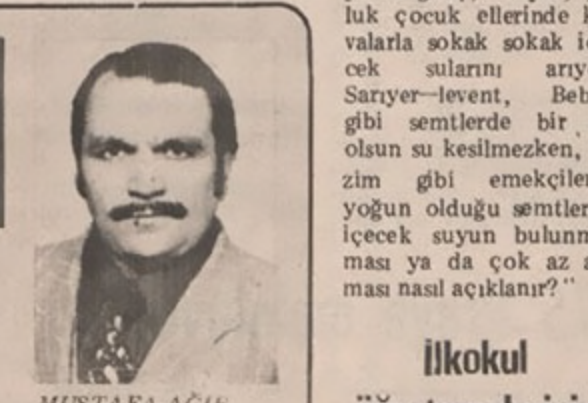 luk çocuk ellerinde
valarla sokak sokak
cek sularını arıy
Sarıyer—levent, Beb
gibi semtlerde bir
olsun su kesilmezken,
zim gibi emekçiler
yoğun olduğu semtler
içecek suyun bulunm
ması ya da çok az a
ması nasıl açıklanır?"
İlkokul
MUSTAFA